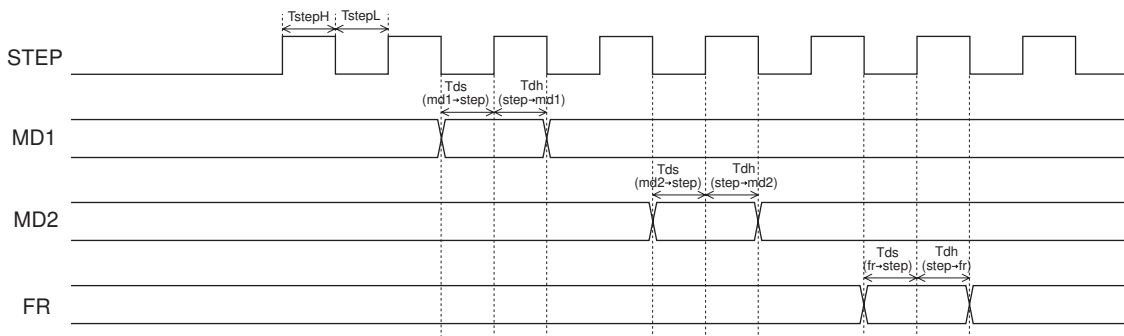 TstepH TstepL
STEP
Tds Tdh
(md1→step) (step→md1)
MD1
Tds Tdh
(md2→step) (step→md2)
MD2
Tds Tdh
(fr→step) (step→fr)
FR